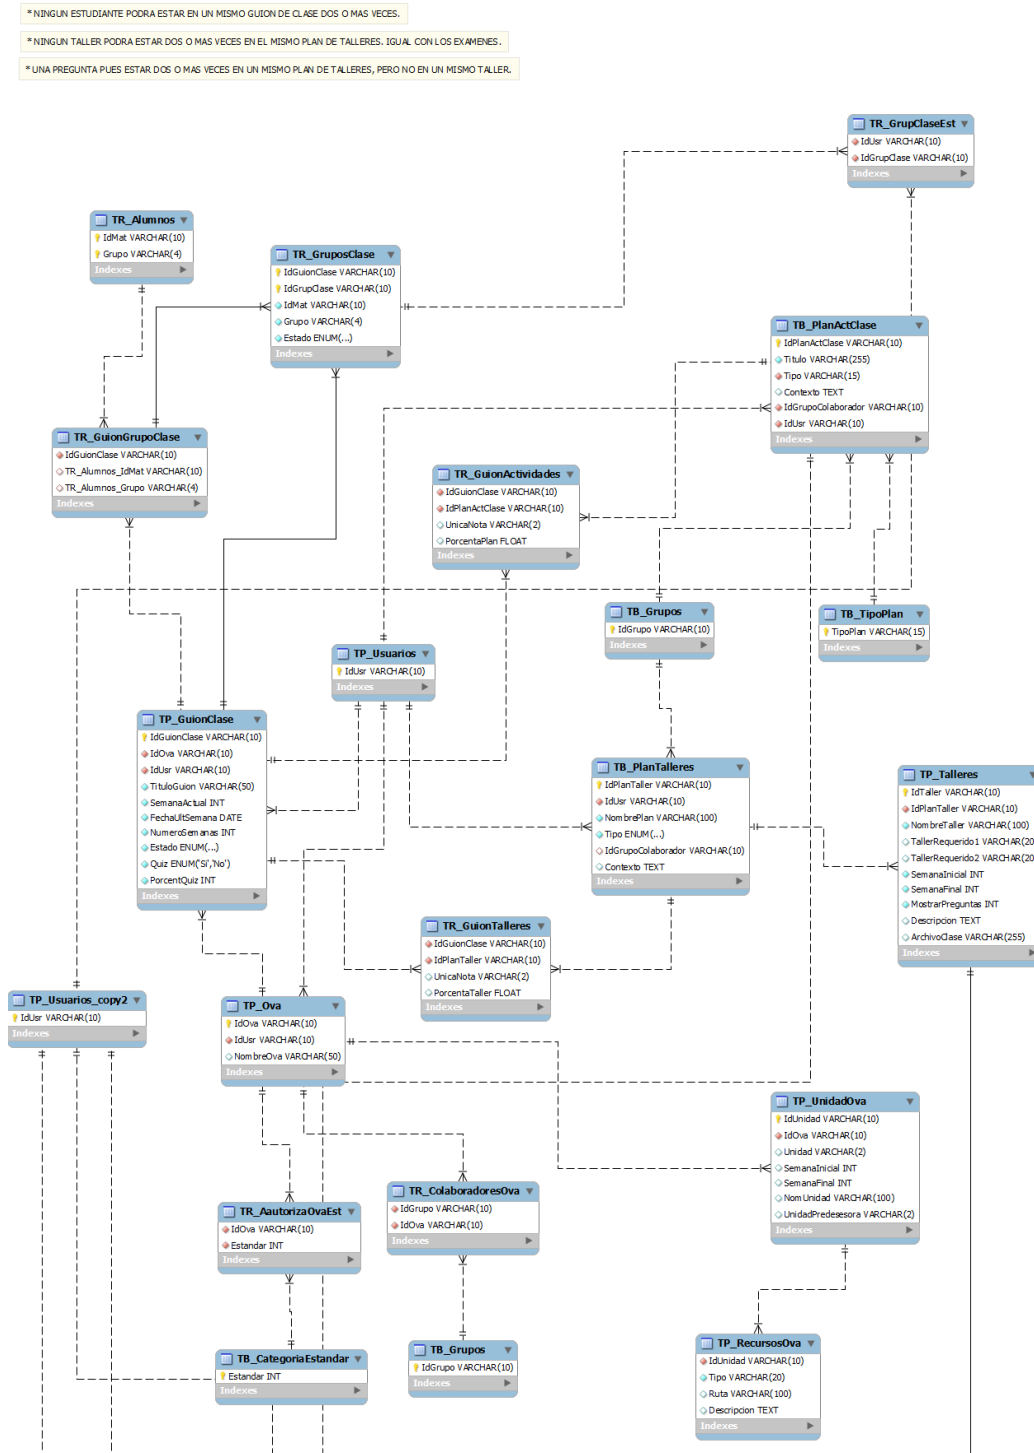 * NINGUN ESTUDIANTE PODRA ESTAR EN UN MISMO GUION DE CLASE DOS O MAS VECES.
* NINGUN TALLER PODRA ESTAR DOS O MAS VECES EN EL MISMO PLAN DE TALLERES. IGUAL CON LOS EXAMENES.
* UNA PREGUNTA PUES ESTAR DOS O MAS VECES EN UN MISMO PLAN DE TALLERES, PERO NO EN UN MISMO TALLER.
TR_GrupClaseEst
IdUsr VARCHAR(10)
IdGrupClase VARCHAR(10)
Indexes
TR_Alumnos
IdMat VARCHAR(10)
Grupo VARCHAR(4)
Indexes
TR_GruposClase
IdGuionClase VARCHAR(10)
IdGrupClase VARCHAR(10)
IdMat VARCHAR(10)
Grupo VARCHAR(4)
Estado ENUM(...)
Indexes
TB_PlanActClase
IdPlanActClase VARCHAR(10)
Titulo VARCHAR(255)
Tipo VARCHAR(15)
Contexto TEXT
IdGrupoColaborador VARCHAR(10)
IdUsr VARCHAR(10)
Indexes
TR_GuionGrupoClase
IdGuionClase VARCHAR(10)
TR_Alumnos_IdMat VARCHAR(10)
TR_Alumnos_Grupo VARCHAR(4)
Indexes
TR_GuionActividades
IdGuionClase VARCHAR(10)
IdPlanActClase VARCHAR(10)
UnicaNota VARCHAR(2)
PorcentaPlan FLOAT
Indexes
TB_Grupos
IdGrupo VARCHAR(10)
Indexes
TB_TipoPlan
TipoPlan VARCHAR(15)
Indexes
TP_Usuarios
IdUsr VARCHAR(10)
Indexes
TP_GuionClase
IdGuionClase VARCHAR(10)
IdOva VARCHAR(10)
IdUsr VARCHAR(10)
TituloGuion VARCHAR(50)
SemanaActual INT
FechaUltSemana DATE
NumeroSemanas INT
Estado ENUM(...)
Quiz ENUM('Si','No')
PorcentQuiz INT
Indexes
TB_PlanTalleres
IdPlanTaller VARCHAR(10)
IdUsr VARCHAR(10)
NombrePlan VARCHAR(100)
Tipo ENUM(...)
IdGrupoColaborador VARCHAR(10)
Contexto TEXT
Indexes
TP_Talleres
IdTaller VARCHAR(10)
IdPlanTaller VARCHAR(10)
NombreTaller VARCHAR(100)
TallerRequerido1 VARCHAR(20
TallerRequerido2 VARCHAR(20
SemanaInicial INT
SemanaFinal INT
MostrarPreguntas INT
Descripcion TEXT
ArchivoClase VARCHAR(255)
Indexes
TR_GuionTalleres
IdGuionClase VARCHAR(10)
IdPlanTaller VARCHAR(10)
UnicaNota VARCHAR(2)
PorcentaTaller FLOAT
Indexes
TP_Usuarios_copy2
IdUsr VARCHAR(10)
Indexes
TP_Ova
IdOva VARCHAR(10)
IdUsr VARCHAR(10)
NombreOva VARCHAR(50)
Indexes
TP_UnidadOva
IdUnidad VARCHAR(10)
IdOva VARCHAR(10)
Unidad VARCHAR(2)
SemanaInicial INT
SemanaFinal INT
NomUnidad VARCHAR(100)
UnidadPredesesora VARCHAR(2)
Indexes
TR_AautorizaOvaEst
IdOva VARCHAR(10)
Estandar INT
Indexes
TR_ColaboradoresOva
IdGrupo VARCHAR(10)
IdOva VARCHAR(10)
Indexes
TB_CategoriaEstandar
Estandar INT
Indexes
TB_Grupos
IdGrupo VARCHAR(10)
Indexes
TP_RecursosOva
IdUnidad VARCHAR(10)
Tipo VARCHAR(20)
Ruta VARCHAR(100)
Descripcion TEXT
Indexes